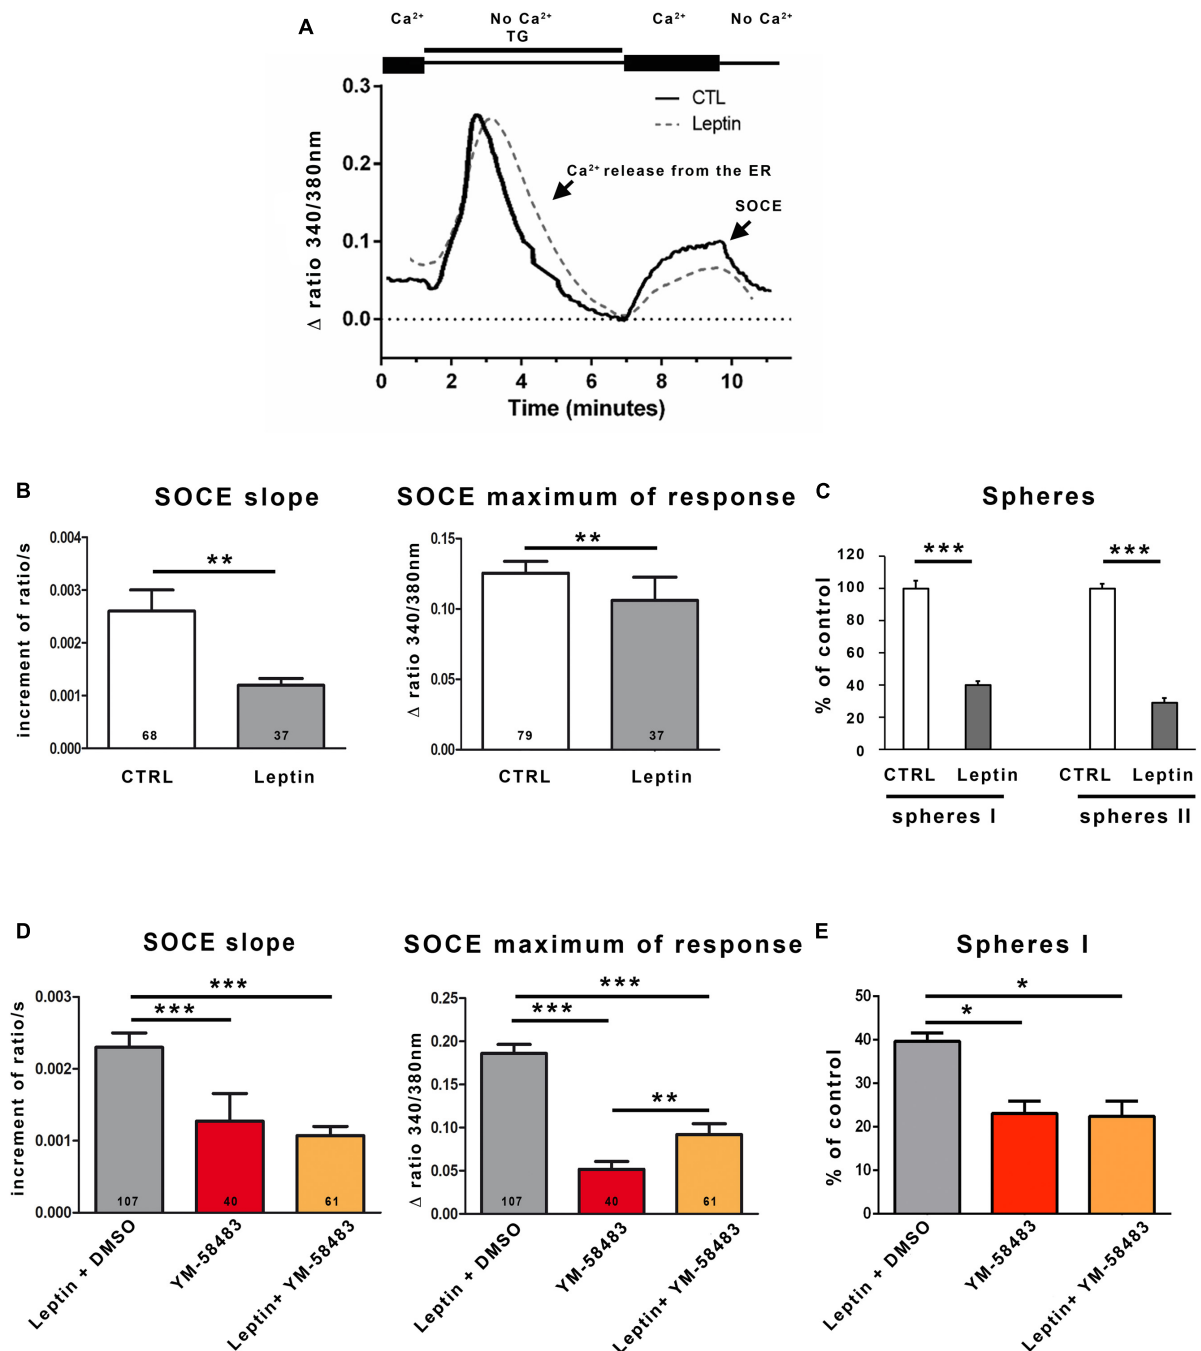 A
Ca²⁺ No Ca²⁺ Ca²⁺ No Ca²⁺
TG
0.3
0.2
0.1
0.0
Δ ratio 340/380nm
CTL
Leptin
Ca²⁺ release from the ER
SOCE
0 2 4 6 8 10
Time (minutes)
B
SOCE slope
increment of ratio/s
0.004
0.003
0.002
0.001
0.000
**
68 37
CTRL Leptin
SOCE maximum of response
Δ ratio 340/380nm
0.15
0.10
0.05
0.00
**
79 37
CTRL Leptin
C
Spheres
% of control
120
100
80
60
40
20
0
*** ***
CTRL Leptin CTRL Leptin
spheres I spheres II
D
SOCE slope
increment of ratio/s
0.003
0.002
0.001
0.000
***
***
107 40 61
Leptin + DMSO
YM-58483
Leptin+ YM-58483
SOCE maximum of response
Δ ratio 340/380nm
0.25
0.20
0.15
0.10
0.05
0.00
***
***
**
107 40 61
Leptin + DMSO
YM-58483
Leptin+ YM-58483
E
Spheres I
% of control
50
40
30
20
10
0
*
*
Leptin + DMSO
YM-58483
Leptin+ YM-58483